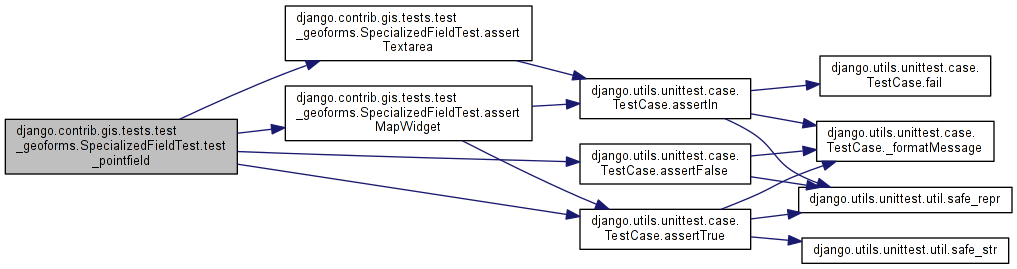 django.contrib.gis.tests.test
_geoforms.SpecializedFieldTest.test
_pointfield
django.contrib.gis.tests.test
_geoforms.SpecializedFieldTest.assert
Textarea
django.contrib.gis.tests.test
_geoforms.SpecializedFieldTest.assert
MapWidget
django.utils.unittest.case.
TestCase.assertIn
django.utils.unittest.case.
TestCase.assertFalse
django.utils.unittest.case.
TestCase.assertTrue
django.utils.unittest.case.
TestCase.fail
django.utils.unittest.case.
TestCase._formatMessage
django.utils.unittest.util.safe_repr
django.utils.unittest.util.safe_str